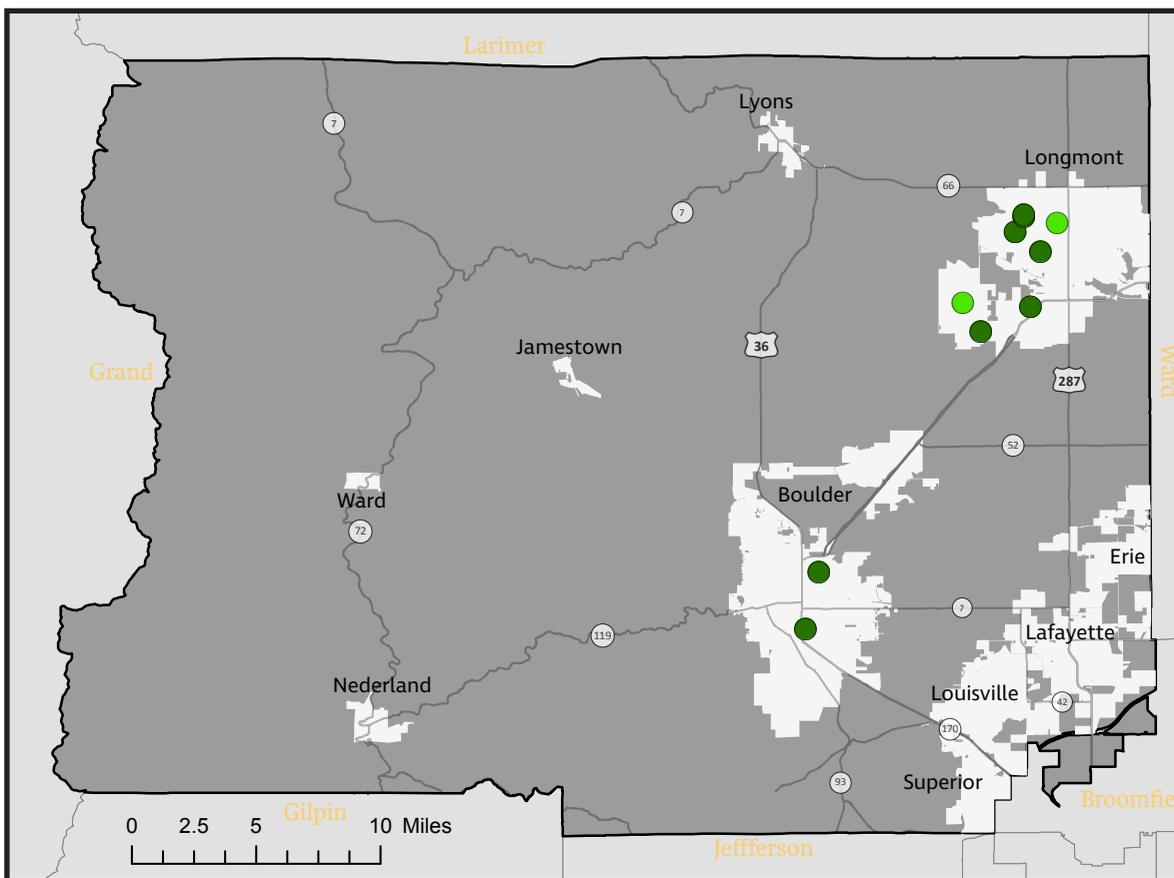 Larimer
Lyons
7
Longmont
66
7
Jamestown
36
Grand
Ward
287
52
Boulder
Ward
72
Erie
7
119
Lafayette
Nederland
Louisville
42
170
93
Superior
Broomfie
Gilpin
0 2.5 5 10 Miles
Jeffferson